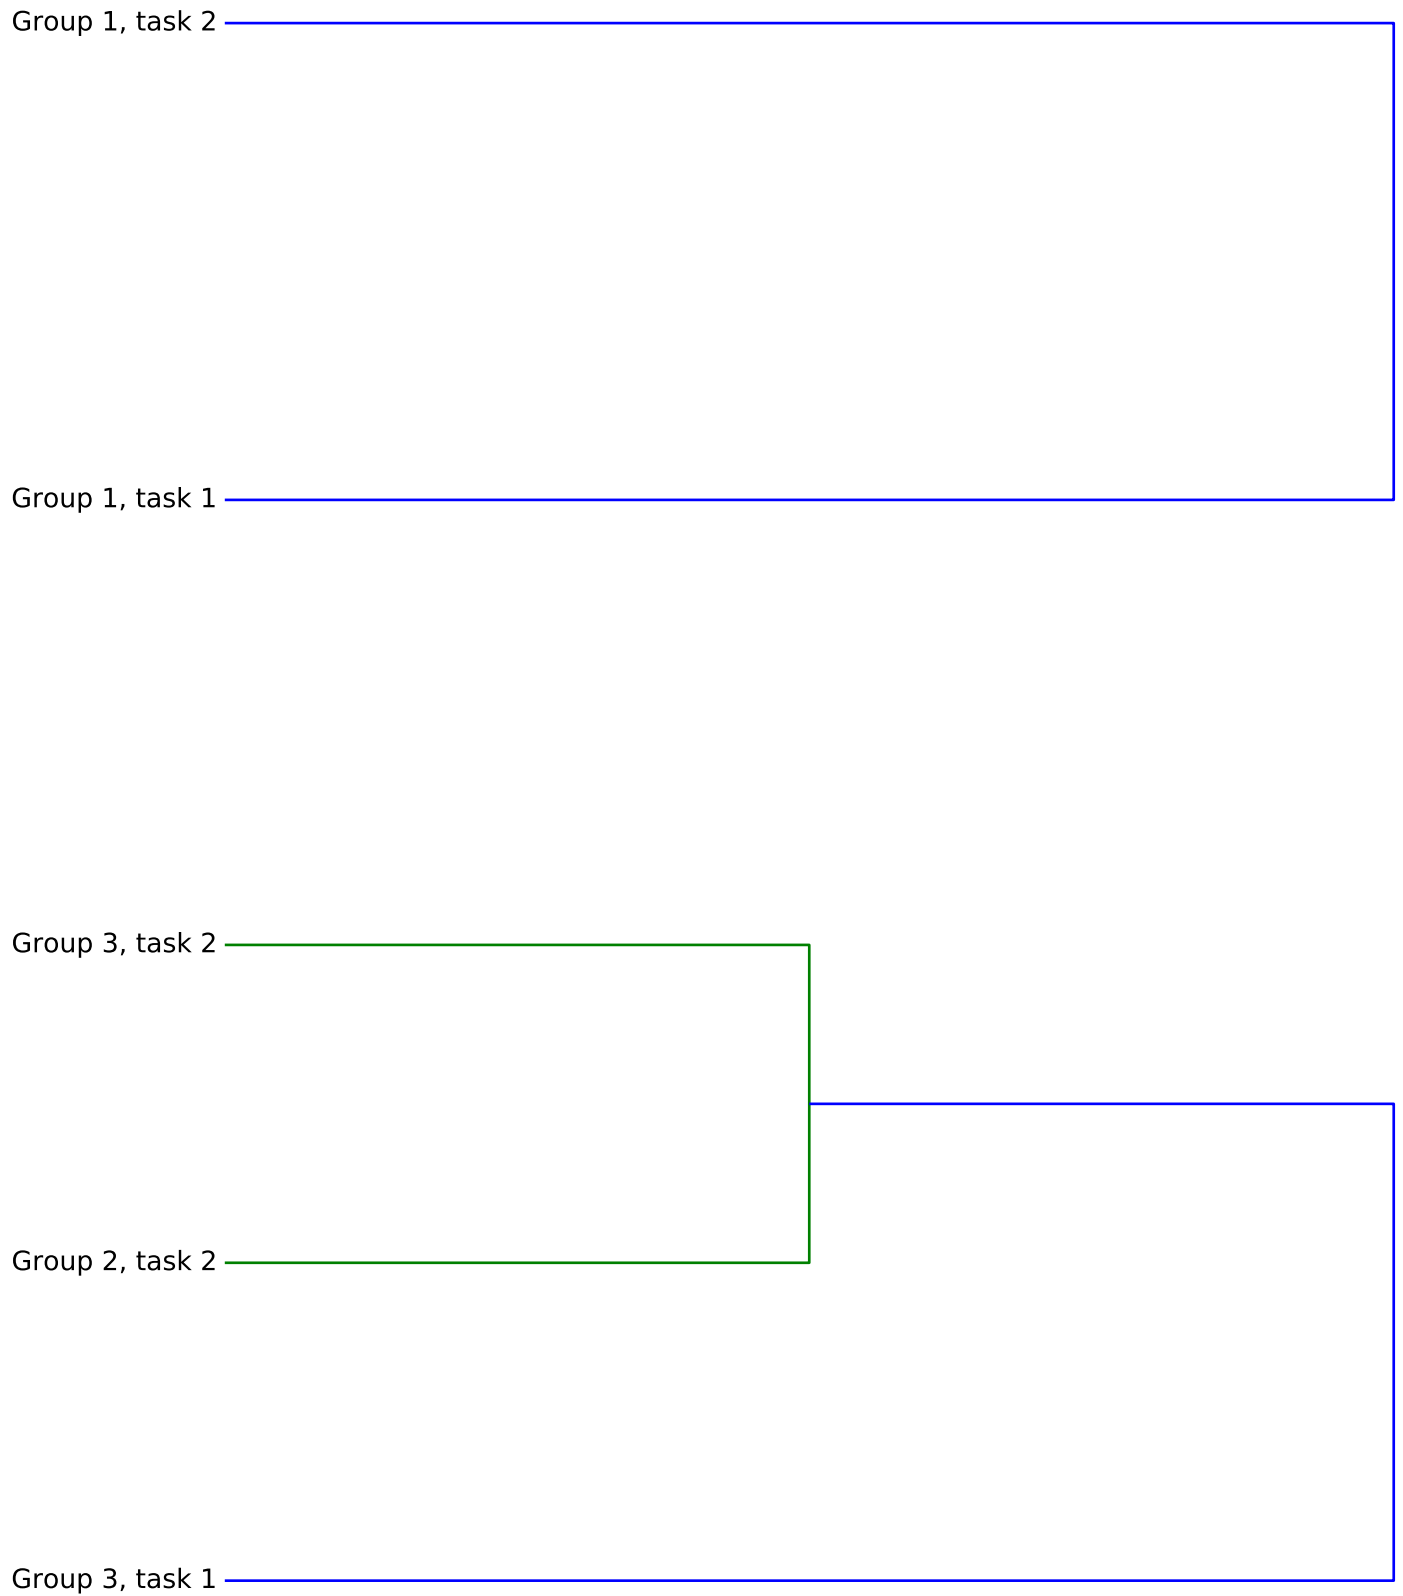 Group 1, task 2
Group 1, task 1
Group 3, task 2
Group 2, task 2
Group 3, task 1